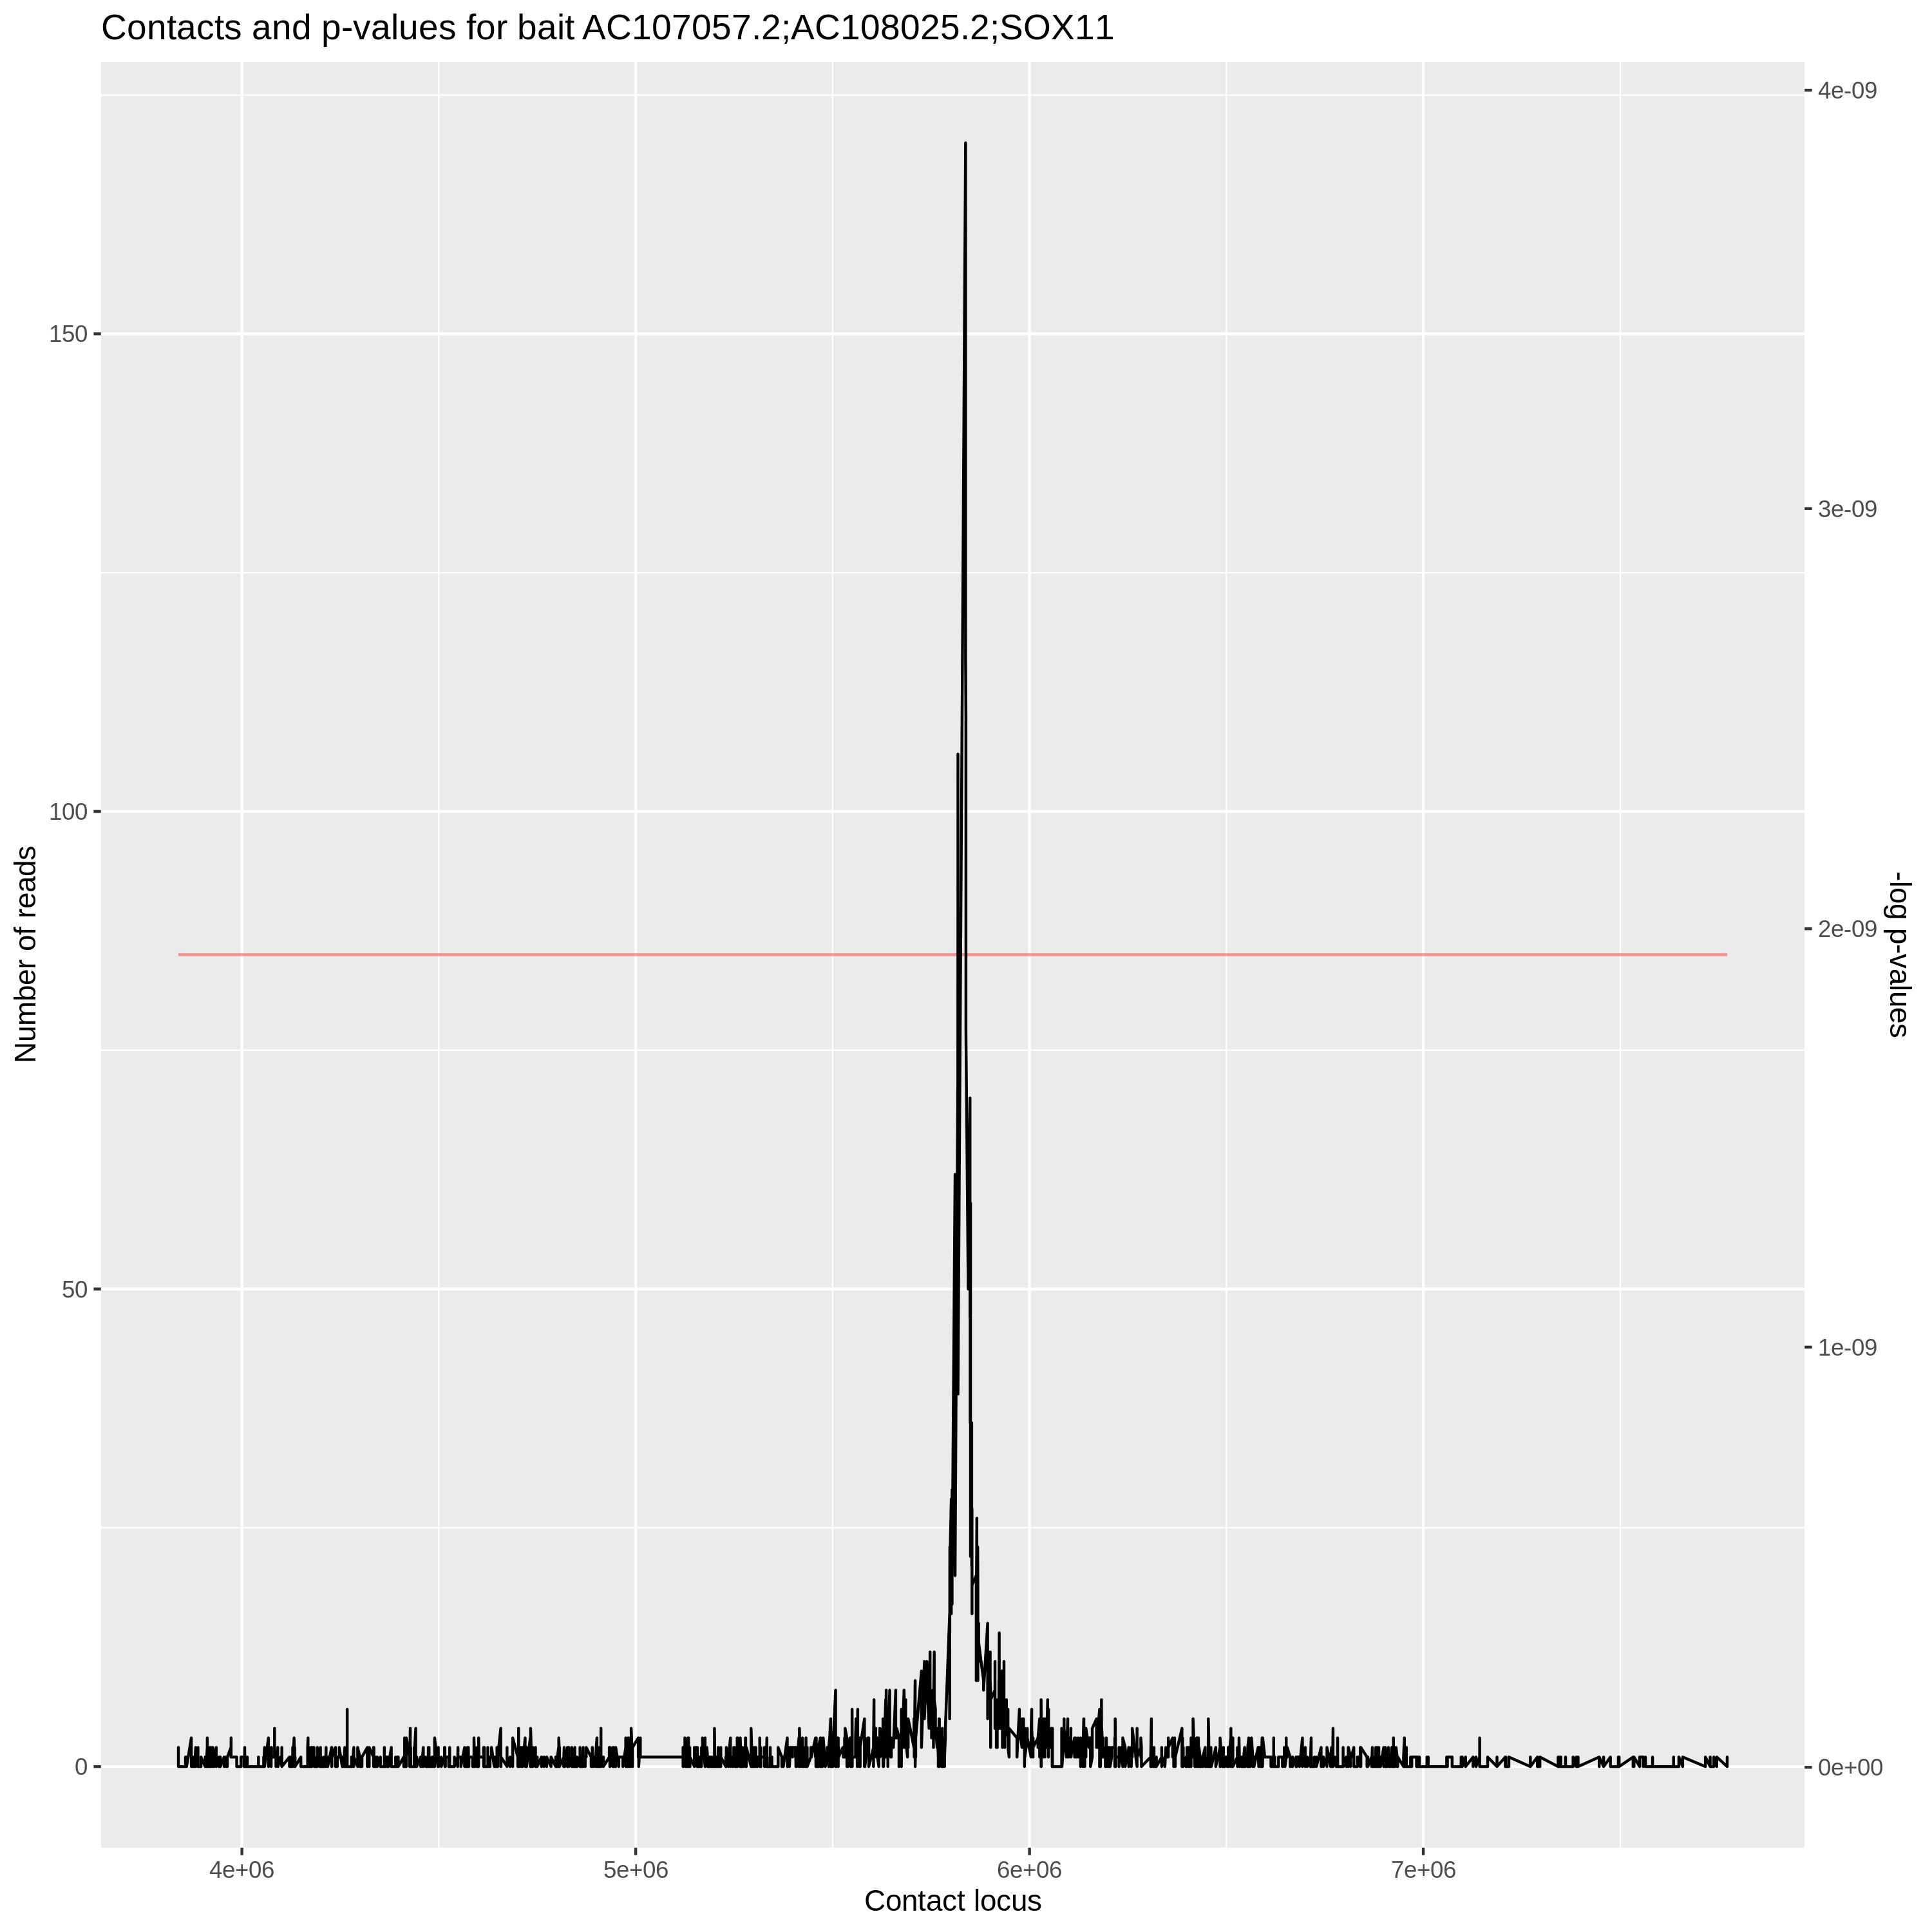 Contacts and p-values for bait AC107057.2;AC108025.2;SOX11
4e-09
150
3e-09
100
2e-09
Number of reads
-log p-values
50
1e-09
0
0e+00
4e+06 5e+06 6e+06 7e+06
Contact locus